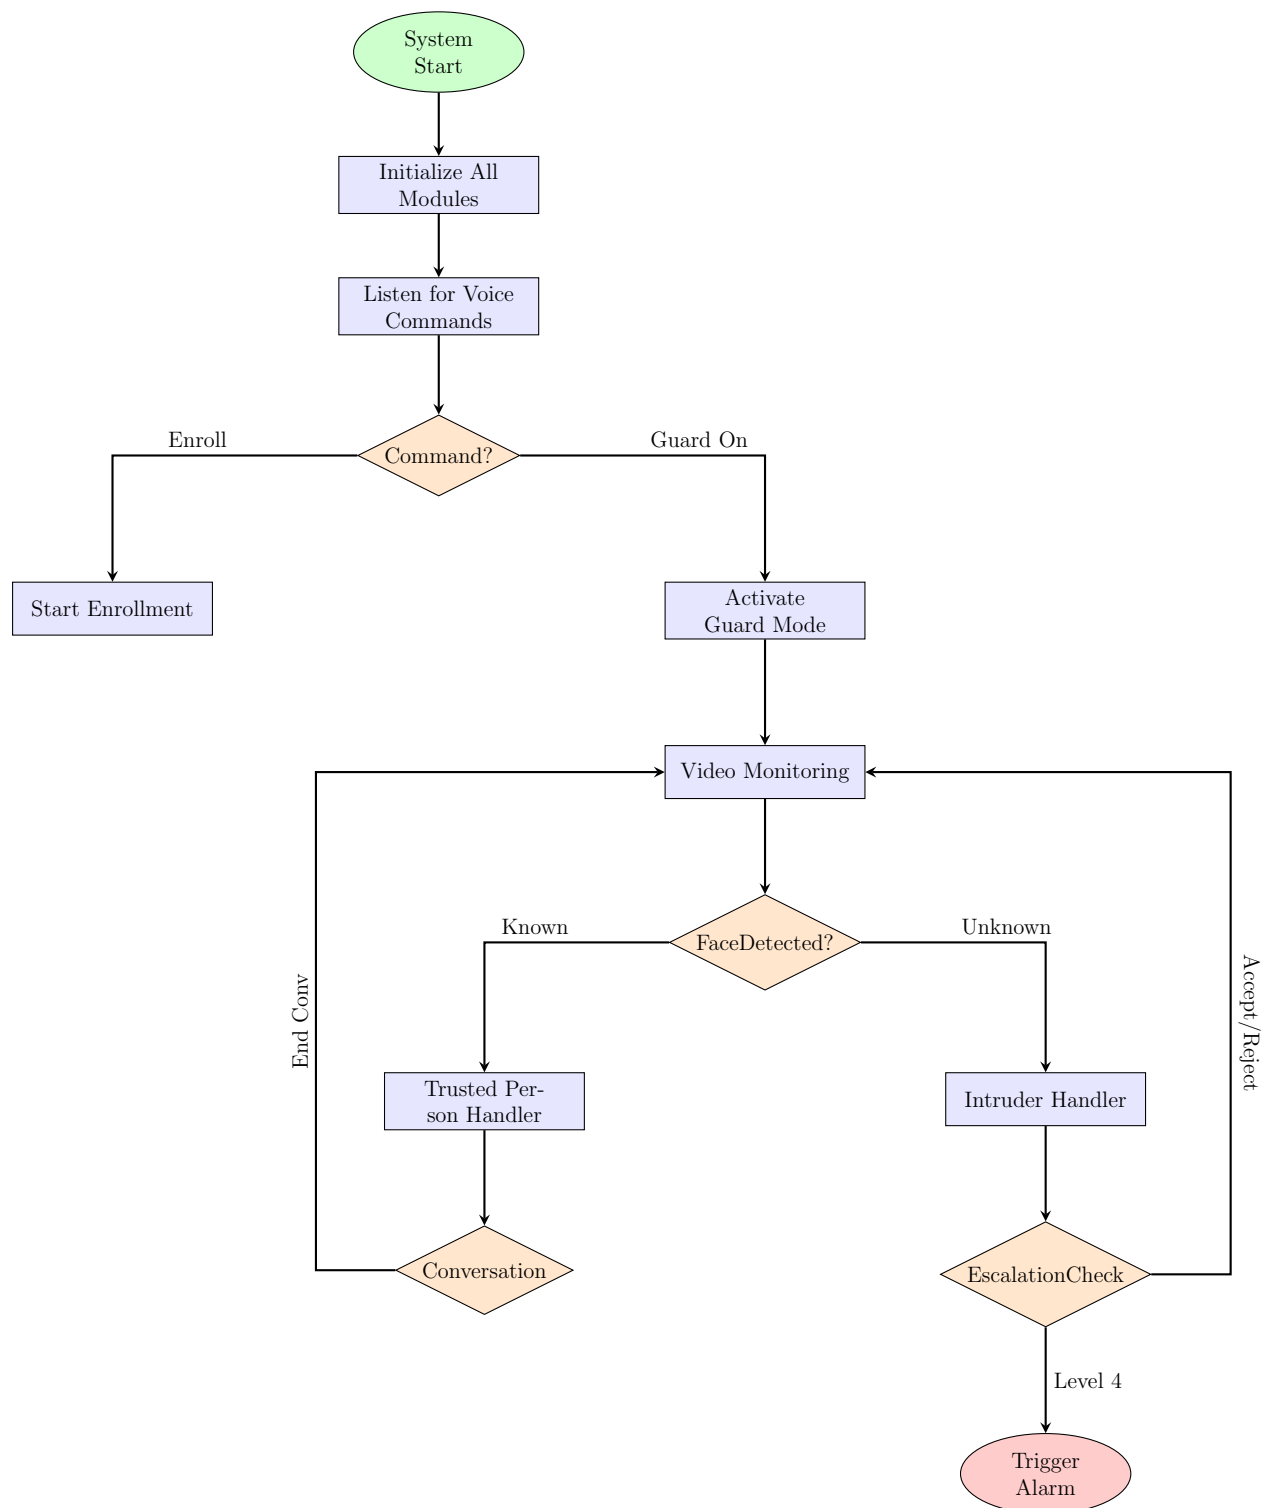 System
Start
Initialize All
Modules
Listen for Voice
Commands
Enroll
Command?
Guard On
Start Enrollment
Activate
Guard Mode
Video Monitoring
Known
FaceDetected?
Unknown
End Conv
Accept/Reject
Trusted Per-
son Handler
Intruder Handler
Conversation
EscalationCheck
Level 4
Trigger
Alarm